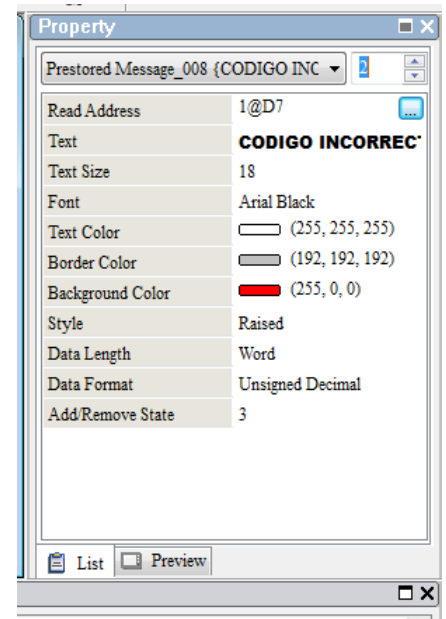 Property
Prestored Message_008 {CODIGO INC 2
Read Address 1@D7 ...
Text CODIGO INCORREC
Text Size 18
Font Arial Black
Text Color (255, 255, 255)
Border Color (192, 192, 192)
Background Color (255, 0, 0)
Style Raised
Data Length Word
Data Format Unsigned Decimal
Add/Remove State 3
List Preview